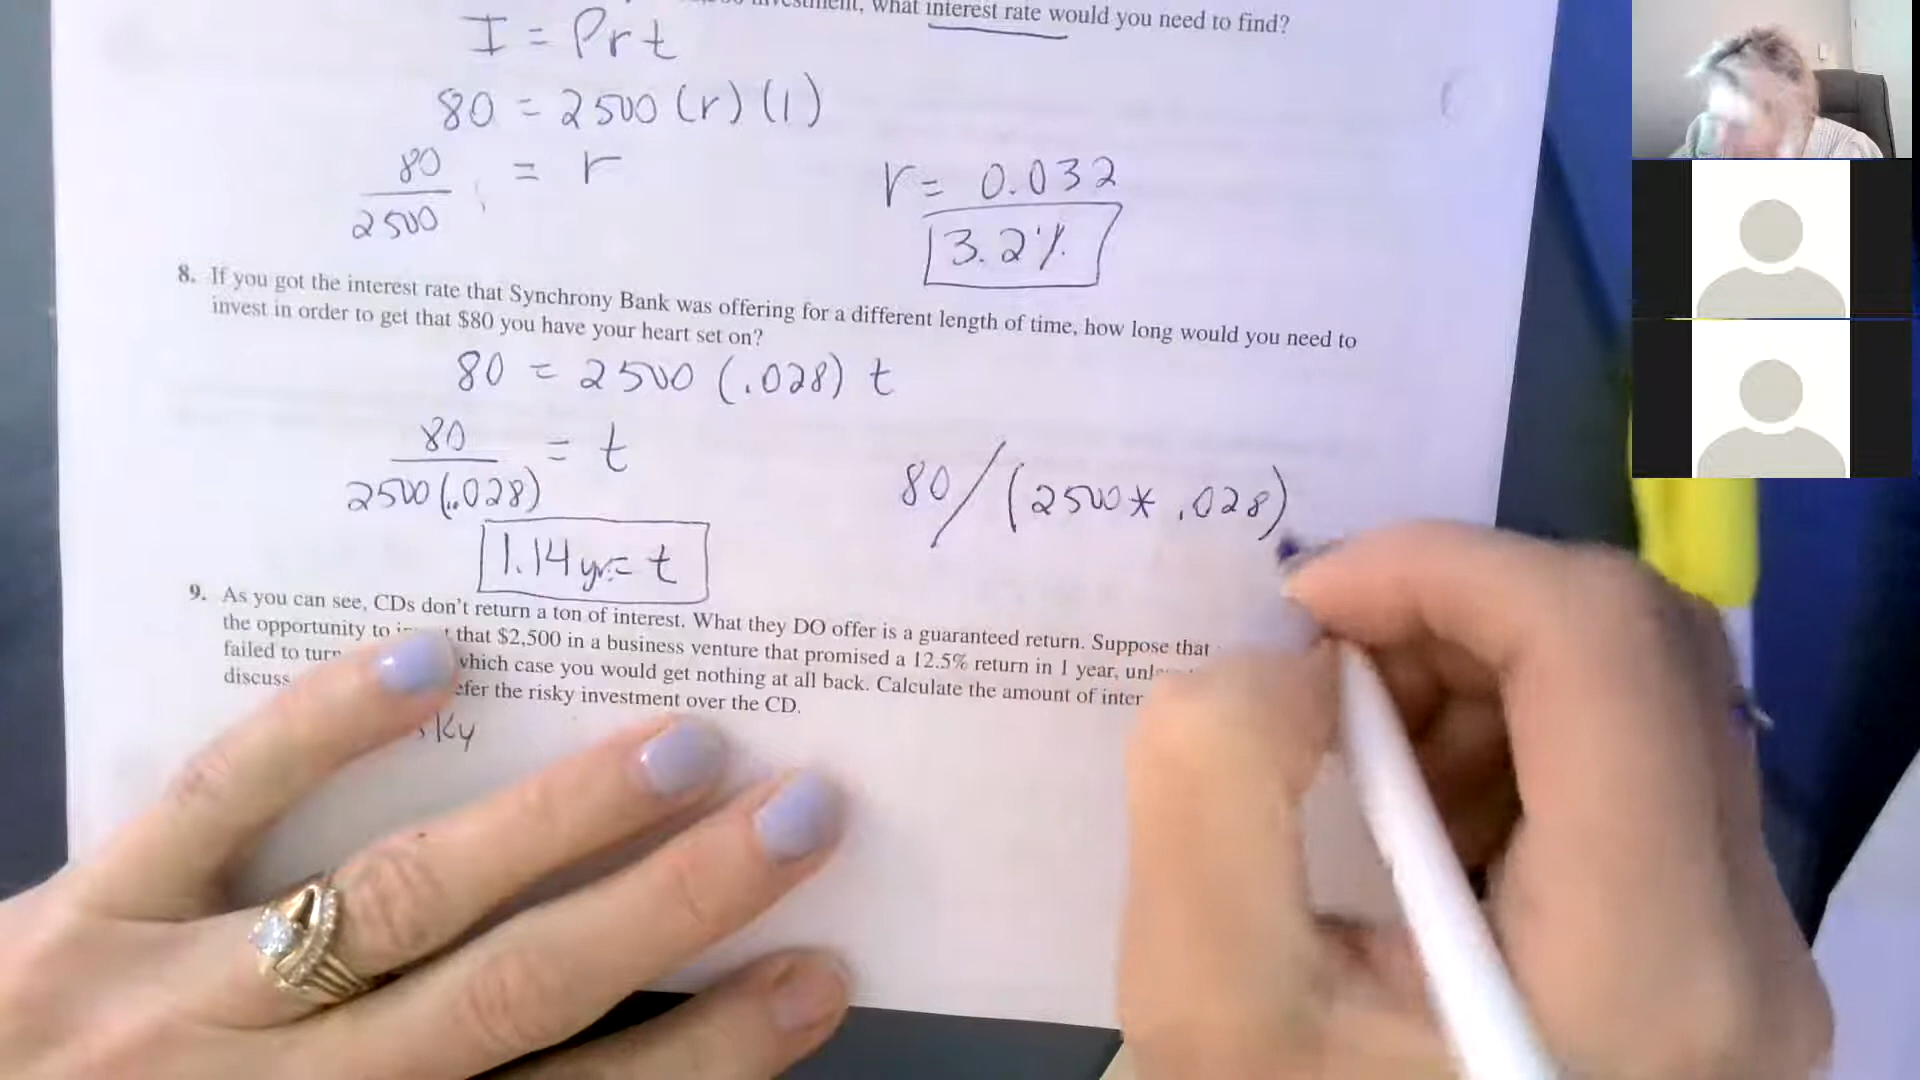 investment, what interest rate would you need to find?
I = Prt
80 = 2500 (r) (1)
80 / 2500 = r
r = 0.032
3.2%
8. If you got the interest rate that Synchrony Bank was offering for a different length of time, how long would you need to
invest in order to get that $80 you have your heart set on?
80 = 2500 (.028) t
80 / 2500(.028) = t
80/(2500* .028)
1.14 yr = t
9. As you can see, CDs don't return a ton of interest. What they DO offer is a guaranteed return. Suppose that
the opportunity to that $2,500 in a business venture that promised a 12.5% return in 1 year,
failed to which case you would get nothing at all back. Calculate the amount of
discuss the risky investment over the CD.
ky